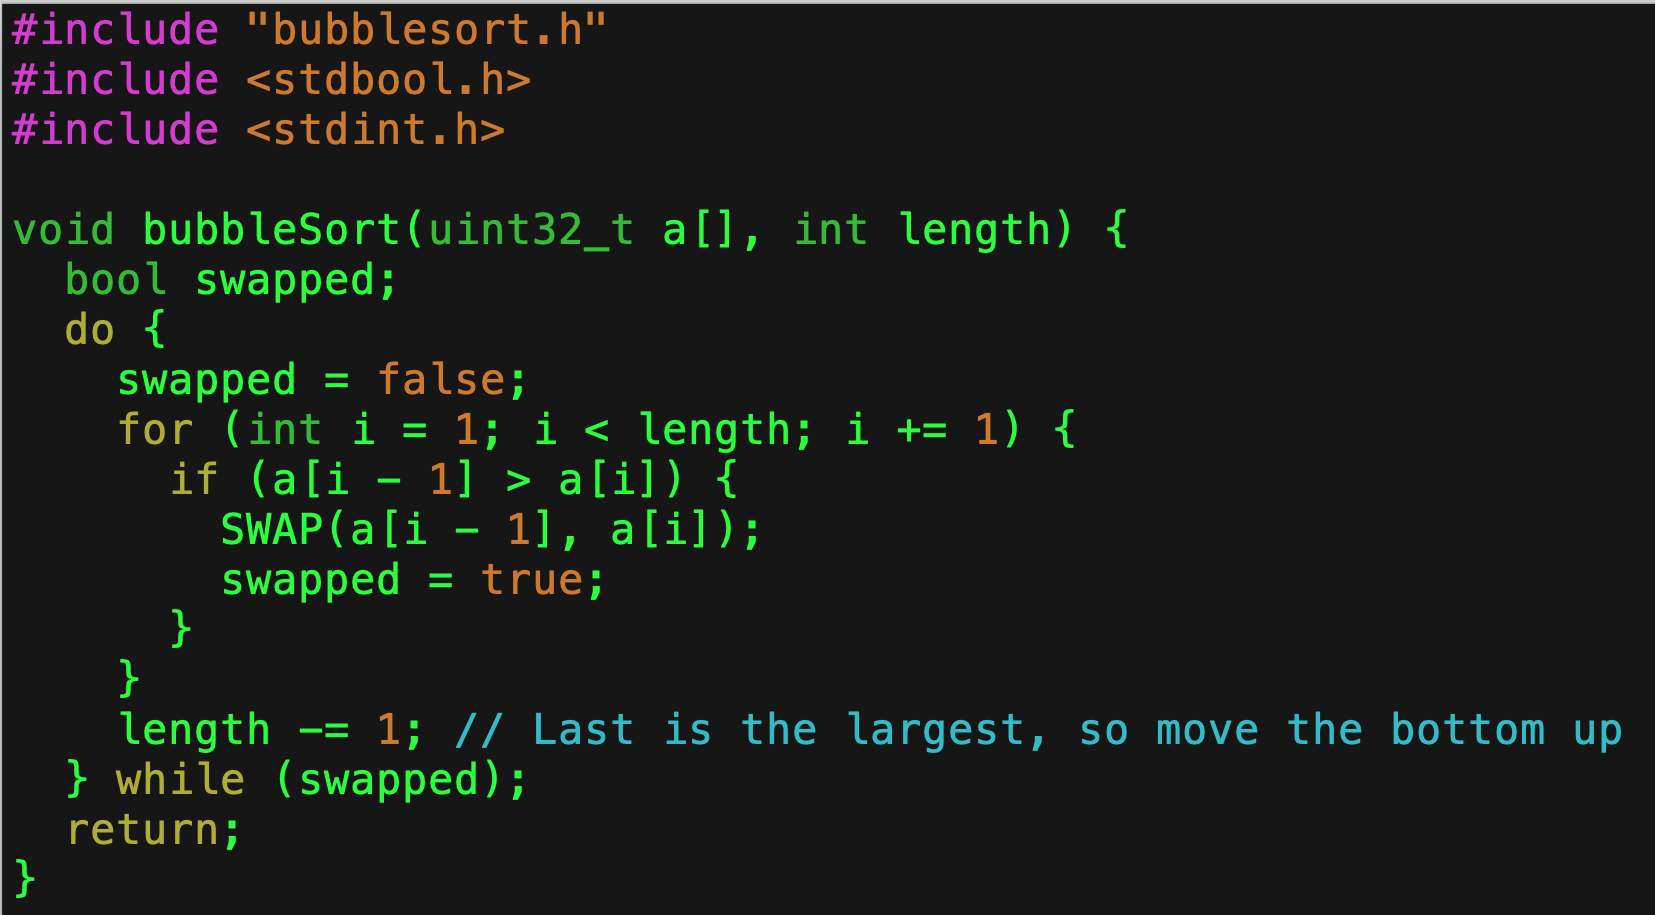 #include "bubblesort.h"
#include <stdbool.h>
#include <stdint.h>

void bubbleSort(uint32_t a[], int length) {
  bool swapped;
  do {
    swapped = false;
    for (int i = 1; i < length; i += 1) {
      if (a[i - 1] > a[i]) {
        SWAP(a[i - 1], a[i]);
        swapped = true;
      }
    }
    length -= 1; // Last is the largest, so move the bottom up
  } while (swapped);
  return;
}